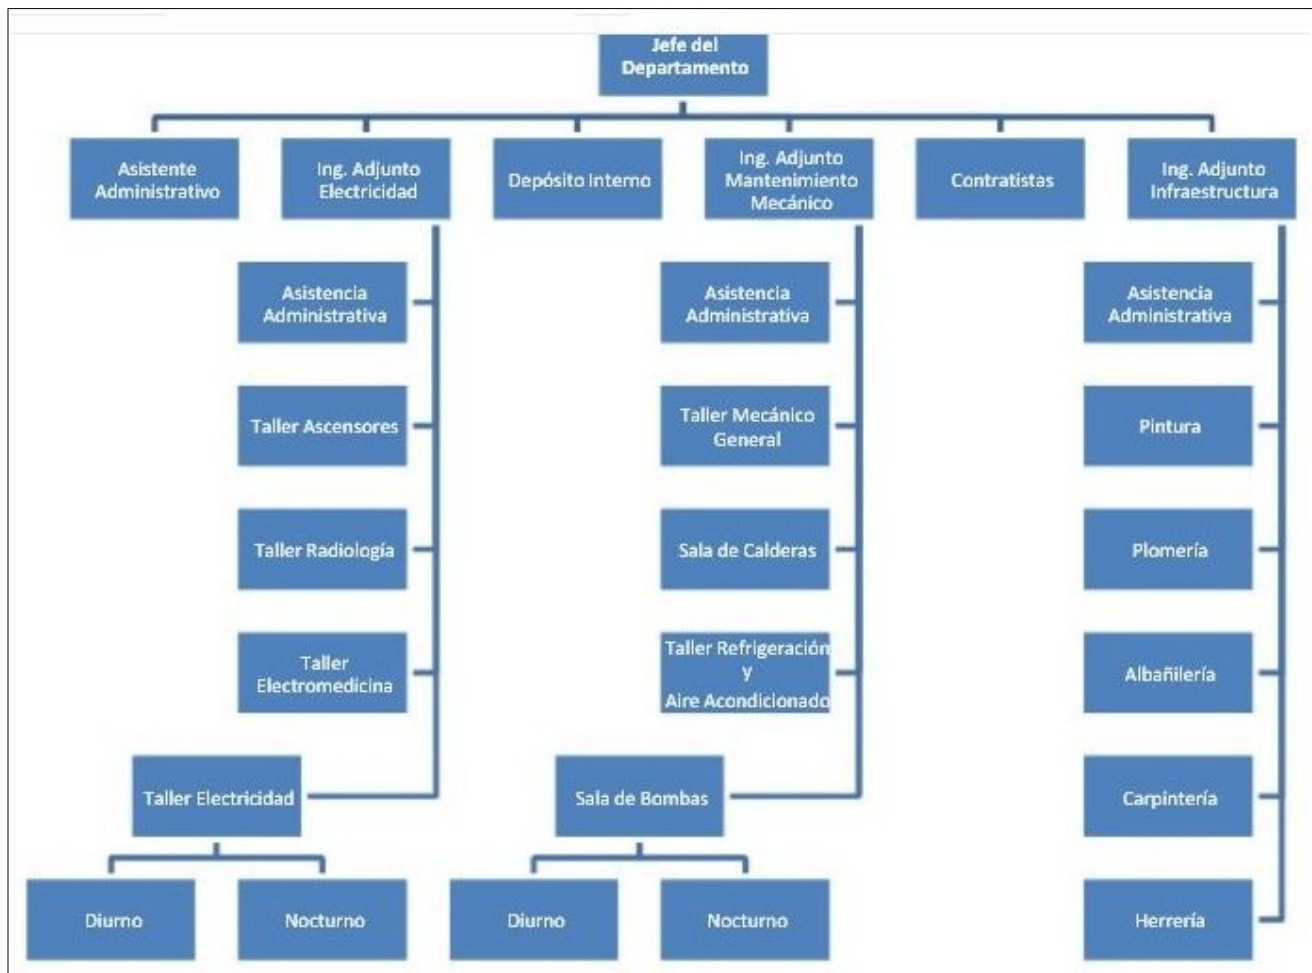 Jefe del
Departamento
Asistente
Administrativo
Ing. Adjunto
Electricidad
Depósito Interno
Ing. Adjunto
Mantenimiento
Mecánico
Contratistas
Ing. Adjunto
Infraestructura
Asistencia
Administrativa
Asistencia
Administrativa
Asistencia
Administrativa
Taller Ascensores
Taller Mecánico
General
Pintura
Taller Radiología
Sala de Calderas
Plomería
Taller
Electromedicina
Taller Refrigeración
y
Aire Acondicionado
Albañilería
Taller Electricidad
Sala de Bombas
Carpintería
Diurno
Nocturno
Diurno
Nocturno
Herrería